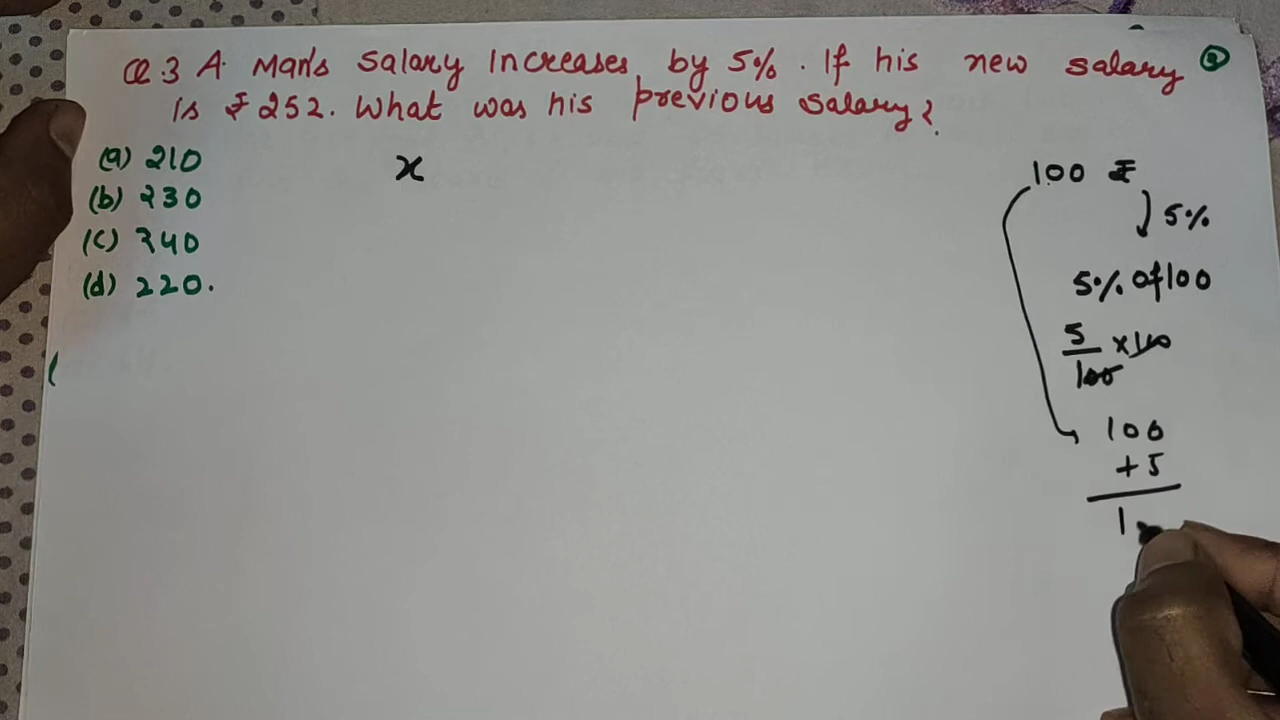 Q.3 A Man's Salary Increases by 5%. If his new salary
is ₹ 252. What was his previous Salary?
(a) 210
(b) 230
(c) 240
(d) 220.
x
100 ₹
5%
5% of 100
5/100 × 100
100
+5
1
(